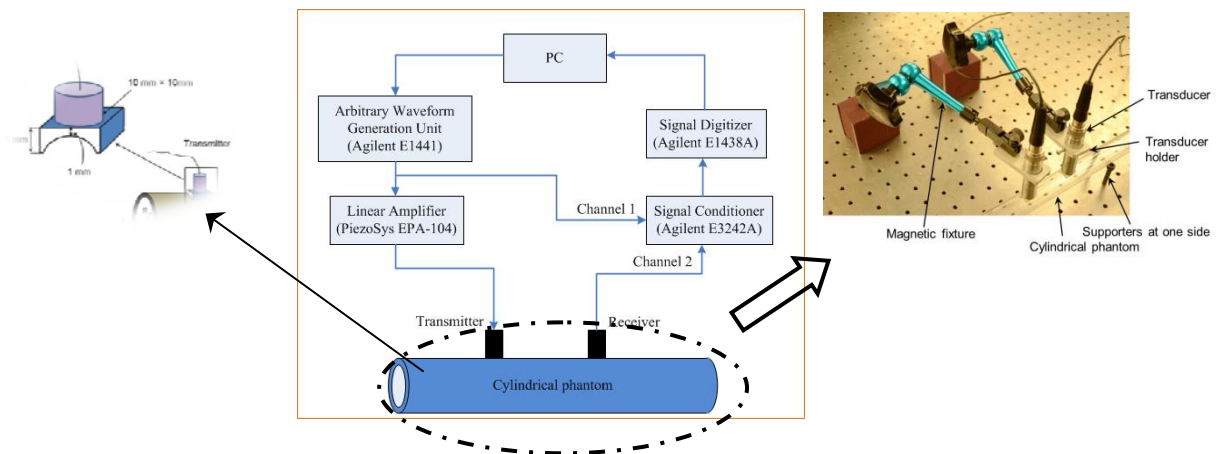 10 mm × 10mm
mm
1 mm
Transmitter
PC
Arbitrary Waveform
Generation Unit
(Agilent E1441)
Signal Digitizer
(Agilent E1438A)
Linear Amplifier
(PiezoSys EPA-104)
Channel 1
Signal Conditioner
(Agilent E3242A)
Channel 2
Transmitter
Receiver
Cylindrical phantom
Transducer
Transducer
holder
Magnetic fixture
Supporters at one side
Cylindrical phantom